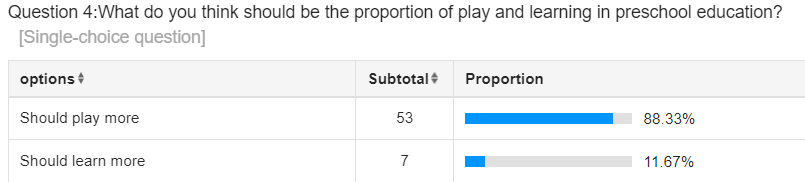 Question 4:What do you think should be the proportion of play and learning in preschool education?
[Single-choice question]
options Subtotal Proportion
Should play more 53 88.33%
Should learn more 7 11.67%